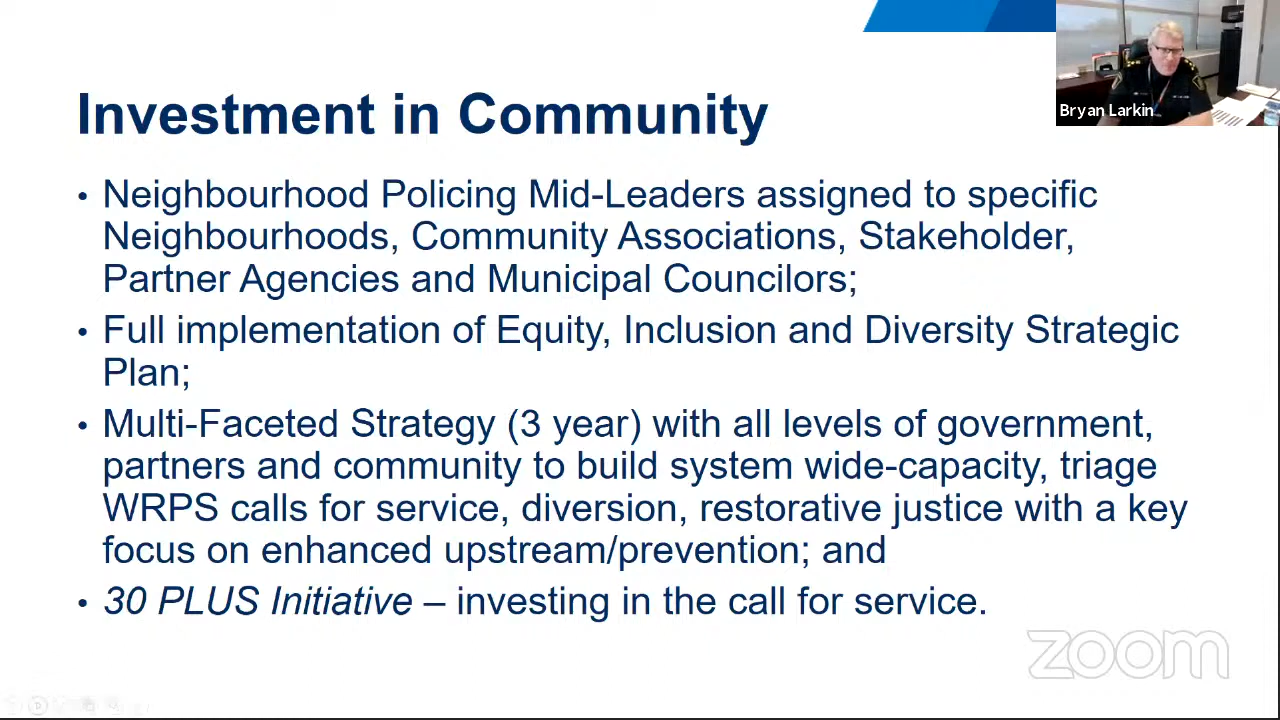 Bryan Larkin
Investment in Community
• Neighbourhood Policing Mid-Leaders assigned to specific
Neighbourhoods, Community Associations, Stakeholder,
Partner Agencies and Municipal Councilors;
• Full implementation of Equity, Inclusion and Diversity Strategic
Plan;
• Multi-Faceted Strategy (3 year) with all levels of government,
partners and community to build system wide-capacity, triage
WRPS calls for service, diversion, restorative justice with a key
focus on enhanced upstream/prevention; and
• 30 PLUS Initiative – investing in the call for service.
zoom